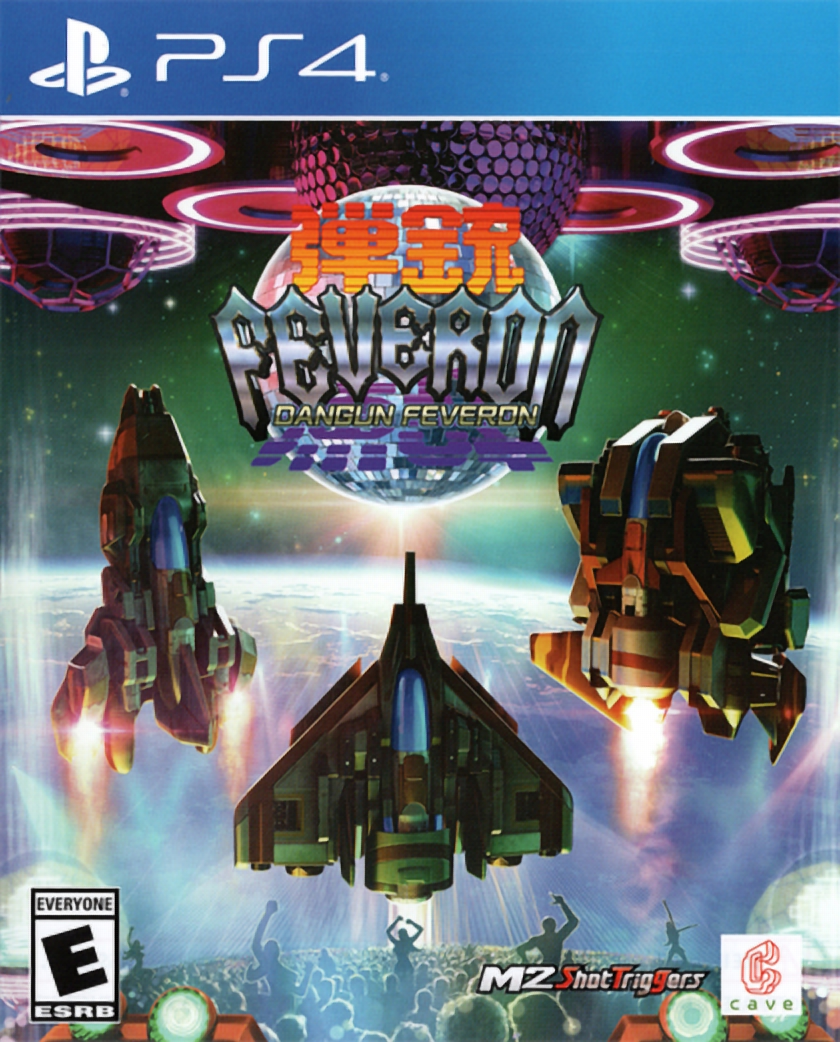 PS4
弾銃
FEVERON
DANGUN FEVERON
EVERYONE
E
ESRB
M2 ShotTriggers
cave